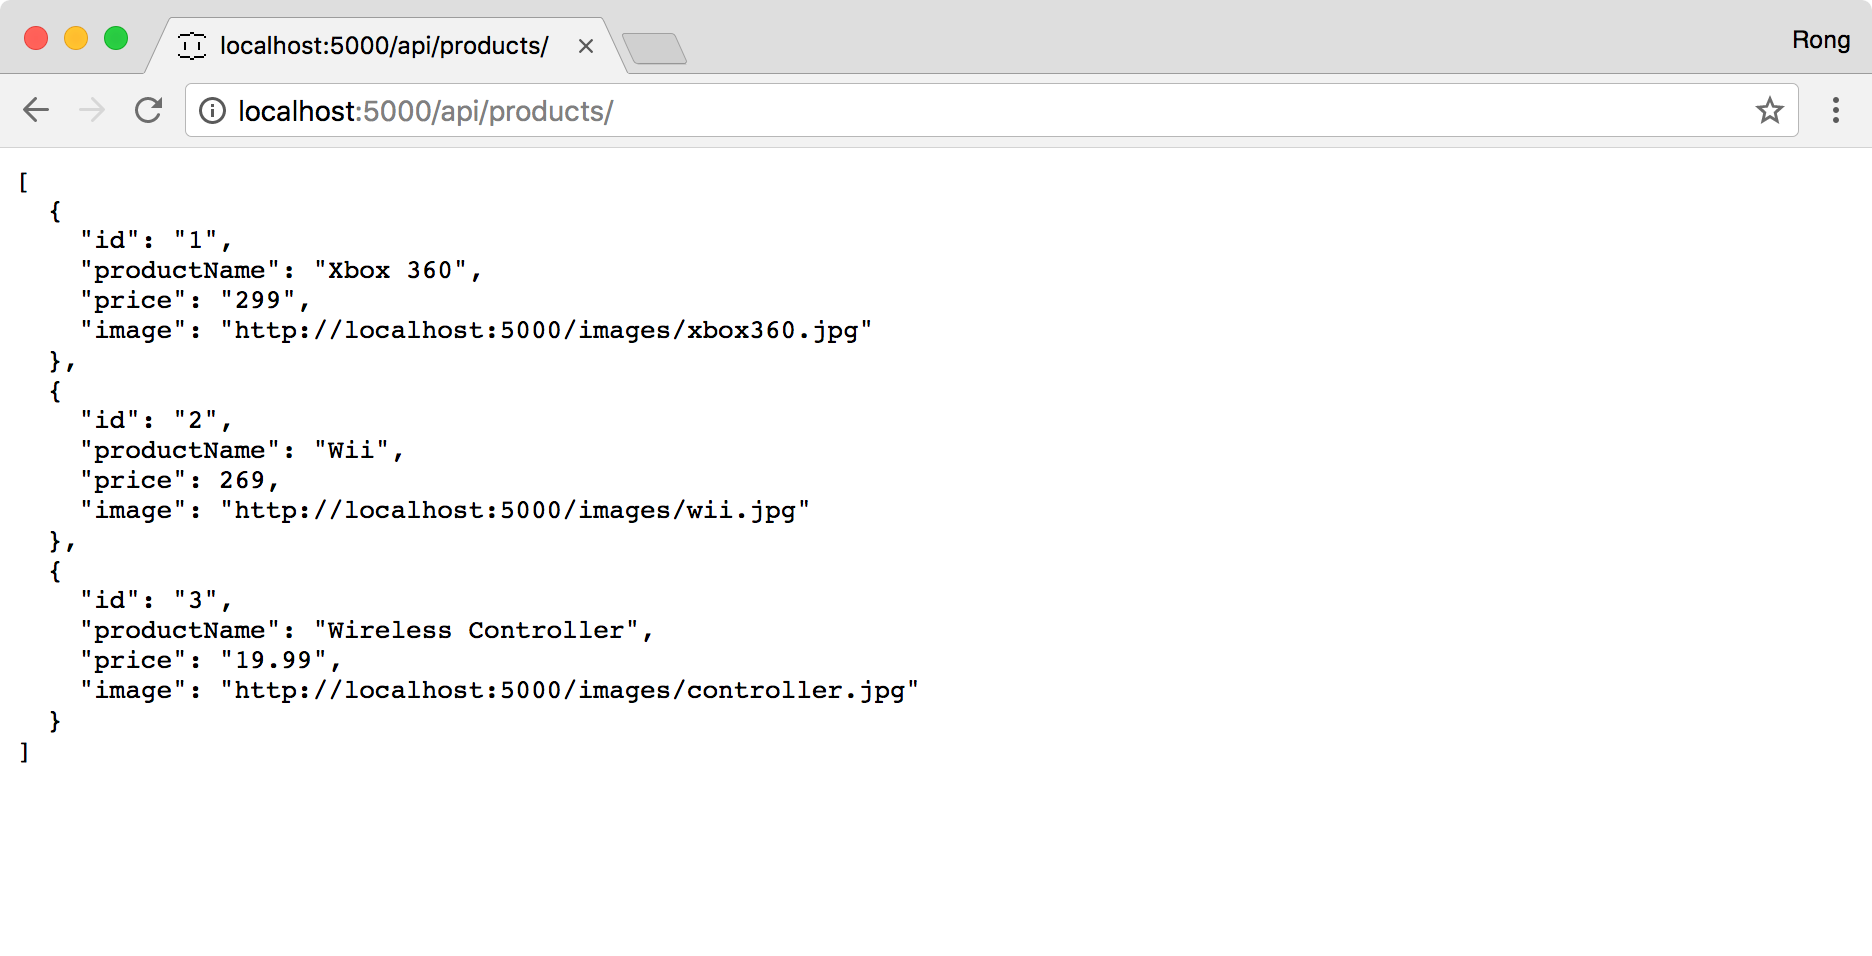 localhost:5000/api/products/
Rong
localhost:5000/api/products/
[
  {
    "id": "1",
    "productName": "Xbox 360",
    "price": "299",
    "image": "http://localhost:5000/images/xbox360.jpg"
  },
  {
    "id": "2",
    "productName": "Wii",
    "price": 269,
    "image": "http://localhost:5000/images/wii.jpg"
  },
  {
    "id": "3",
    "productName": "Wireless Controller",
    "price": "19.99",
    "image": "http://localhost:5000/images/controller.jpg"
  }
]